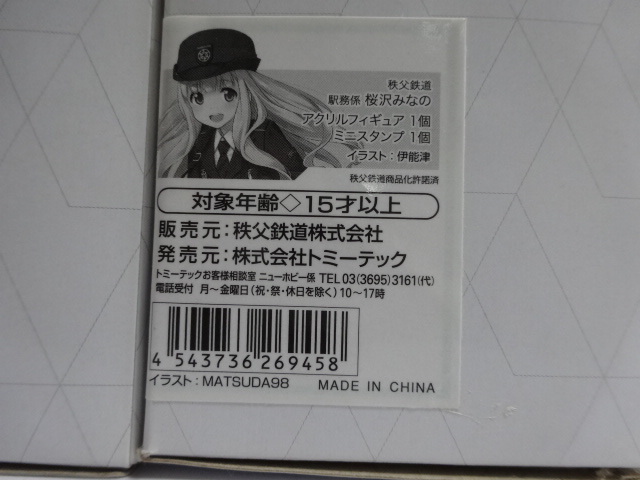 秩父鉄道
駅務係 桜沢みなの
アクリルフィギュア 1個
ミニスタンプ 1個
イラスト：伊能津
秩父鉄道商品化許諾済
対象年齢◇15才以上
販売元：秩父鉄道株式会社
発売元：株式会社トミーテック
トミーテックお客様相談室 ニューホビー係 TEL 03(3695)3161(代)
電話受付 月～金曜日(祝・祭・休日を除く)10～17時
4 543736 269458
イラスト：MATSUDA98 MADE IN CHINA